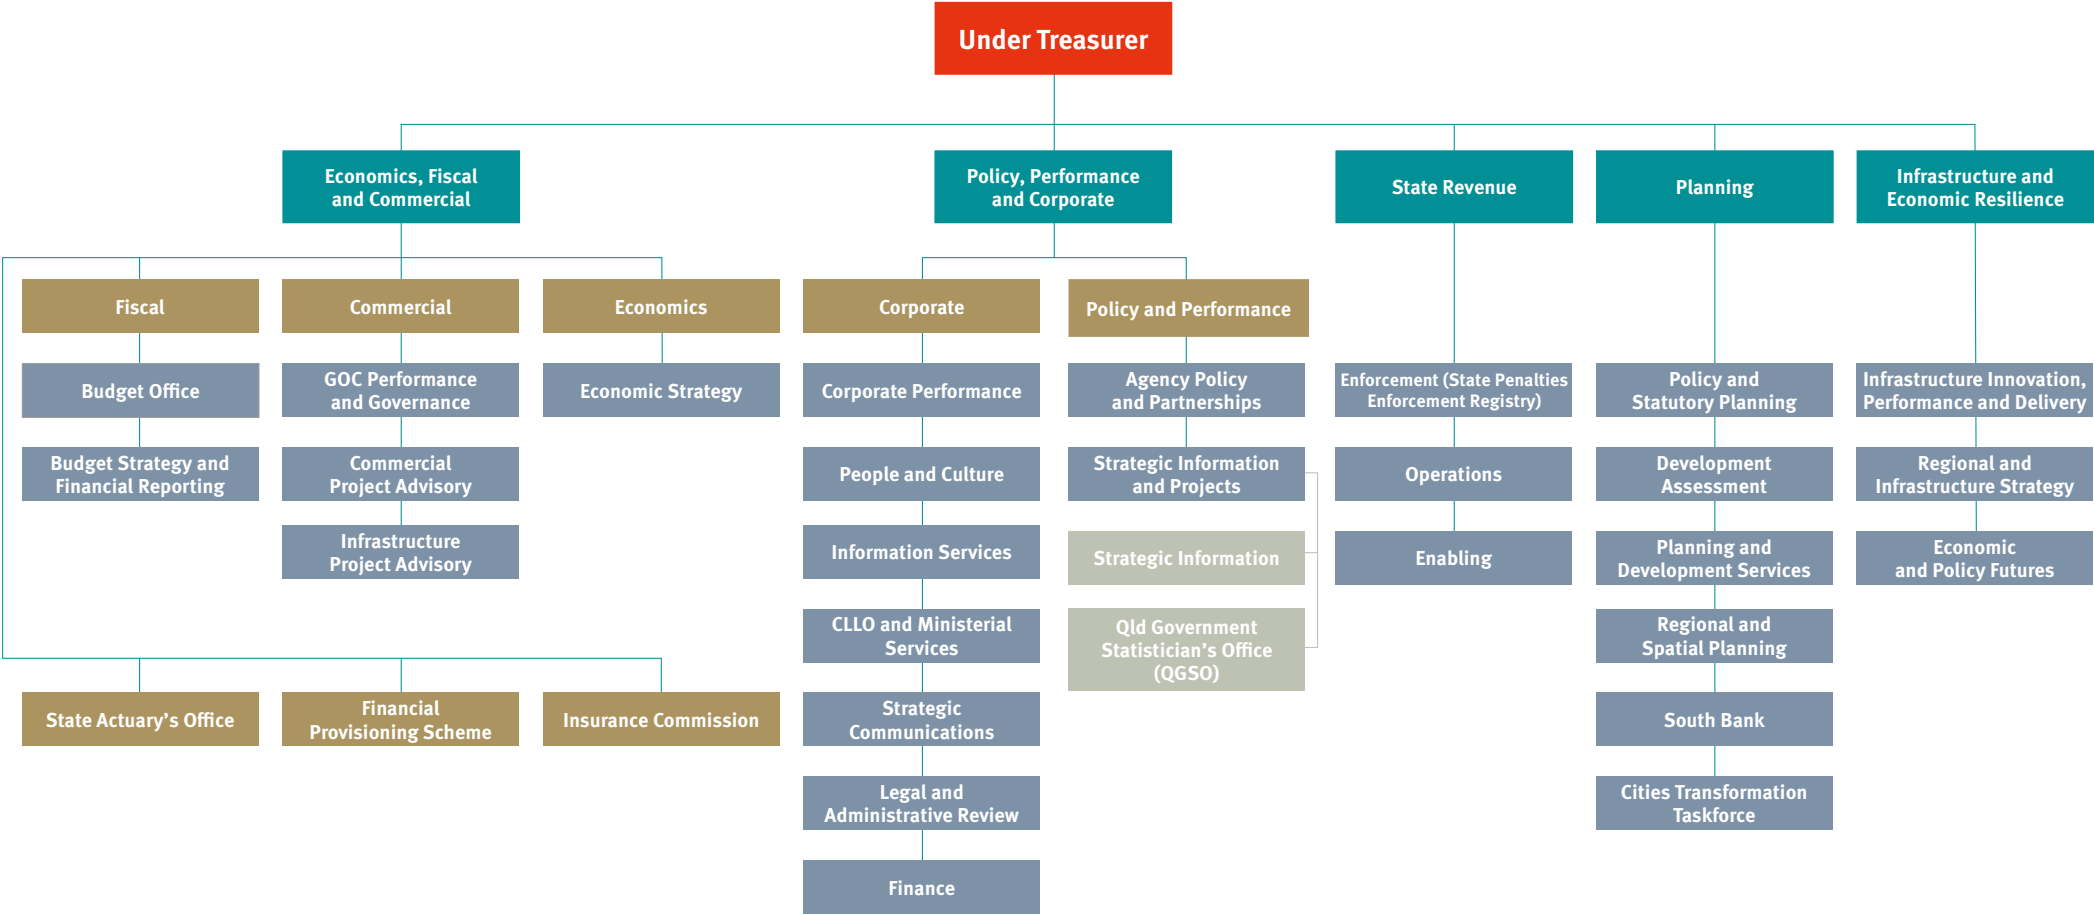 Under Treasurer
Economics, Fiscal
and Commercial
Policy, Performance
and Corporate
State Revenue
Planning
Infrastructure and
Economic Resilience
Fiscal
Commercial
Economics
Corporate
Policy and Performance
Budget Office
GOC Performance
and Governance
Economic Strategy
Corporate Performance
Agency Policy
and Partnerships
Enforcement (State Penalties
Enforcement Registry)
Policy and
Statutory Planning
Infrastructure Innovation,
Performance and Delivery
Budget Strategy and
Financial Reporting
Commercial
Project Advisory
People and Culture
Strategic Information
and Projects
Operations
Development
Assessment
Regional and
Infrastructure Strategy
Infrastructure
Project Advisory
Information Services
Strategic Information
Enabling
Planning and
Development Services
Economic
and Policy Futures
CLLO and Ministerial
Services
Qld Government
Statistician’s Office
(QGSO)
Regional and
Spatial Planning
State Actuary’s Office
Financial
Provisioning Scheme
Insurance Commission
Strategic
Communications
South Bank
Legal and
Administrative Review
Cities Transformation
Taskforce
Finance